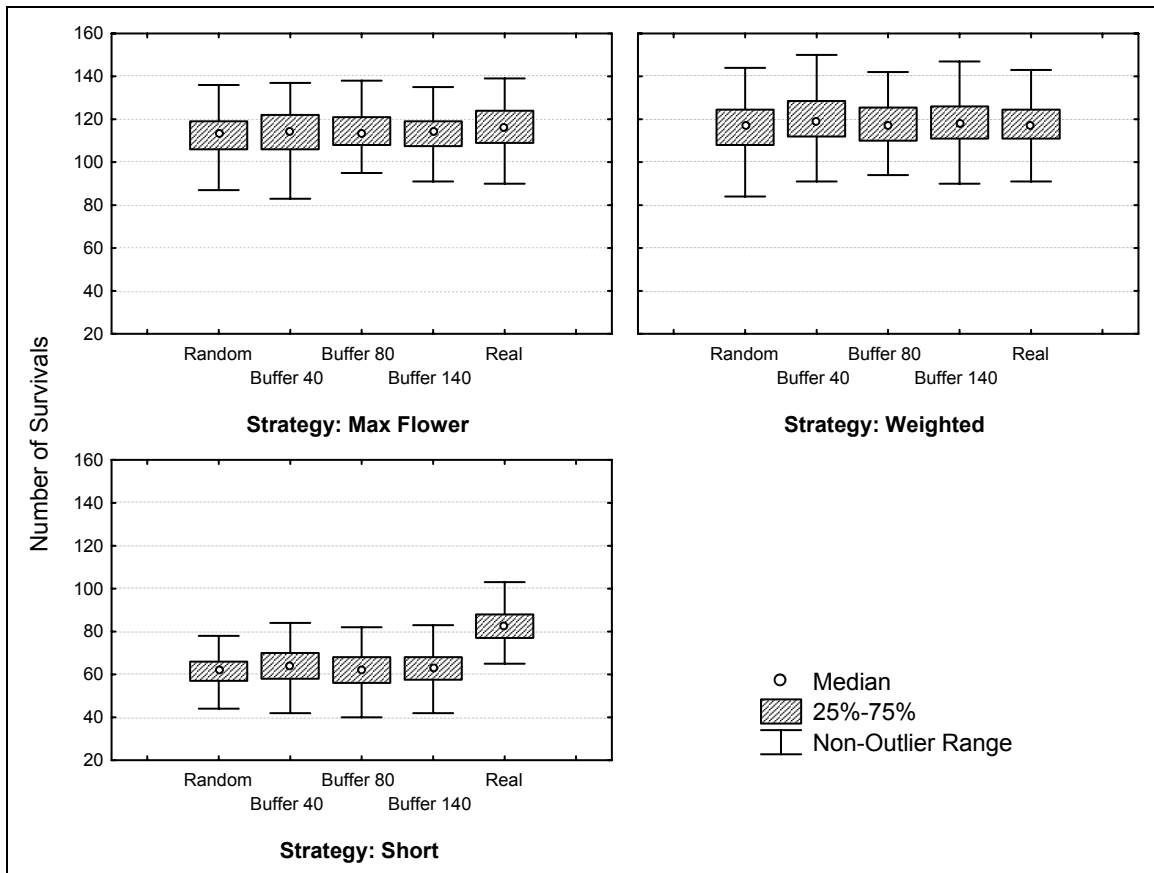 Number of Survivals
160
140
120
100
80
60
40
20
Random
Buffer 40
Buffer 80
Buffer 140
Real
Strategy: Max Flower
Random
Buffer 40
Buffer 80
Buffer 140
Real
Strategy: Weighted
160
140
120
100
80
60
40
20
Random
Buffer 40
Buffer 80
Buffer 140
Real
Strategy: Short
Median
25%-75%
Non-Outlier Range